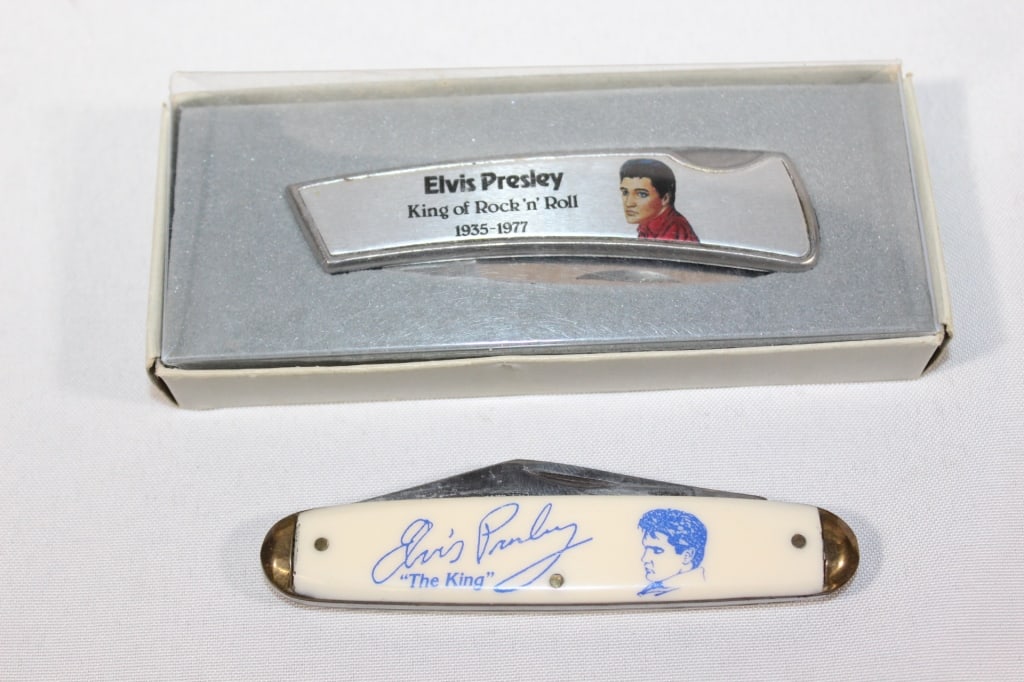 Elvis Presley
King of Rock 'n' Roll
1935-1977
Elvis Presley
"The King"